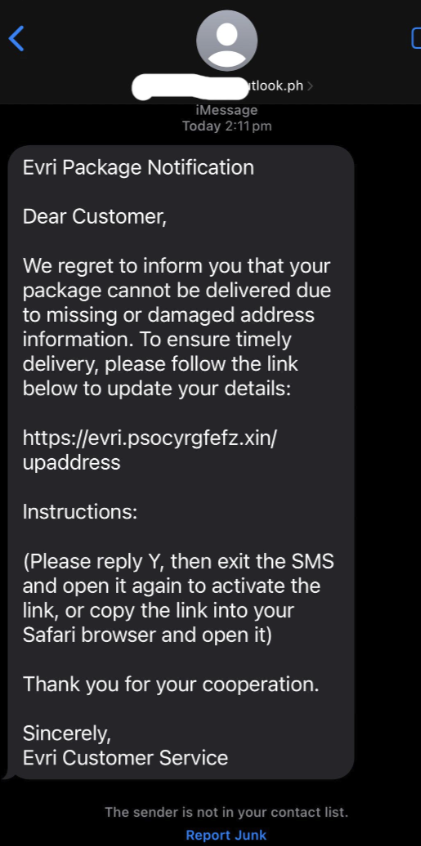 tlook.ph
iMessage
Today 2:11 pm
Evri Package Notification
Dear Customer,
We regret to inform you that your
package cannot be delivered due
to missing or damaged address
information. To ensure timely
delivery, please follow the link
below to update your details:
https://evri.psocyrgfefz.xin/
upaddress
Instructions:
(Please reply Y, then exit the SMS
and open it again to activate the
link, or copy the link into your
Safari browser and open it)
Thank you for your cooperation.
Sincerely,
Evri Customer Service
The sender is not in your contact list.
Report Junk